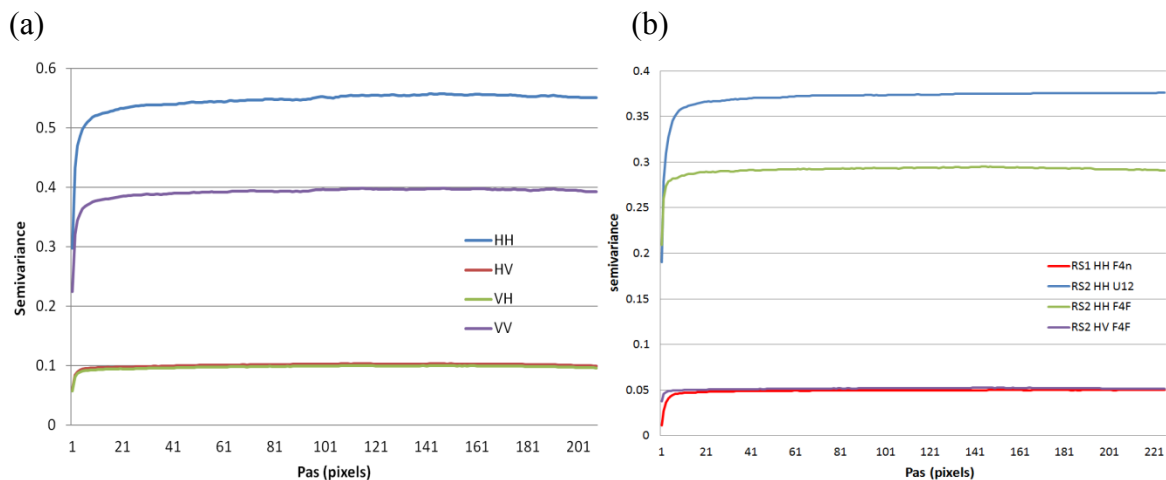 (a)
0.6
0.5
0.4
0.3
0.2
0.1
0
Semivariance
HH
HV
VH
VV
1 21 41 61 81 101 121 141 161 181 201
Pas (pixels)
(b)
0.4
0.35
0.3
0.25
0.2
0.15
0.1
0.05
0
semivariance
RS1 HH F4n
RS2 HH U12
RS2 HH F4F
RS2 HV F4F
1 21 41 61 81 101 121 141 161 181 201 221
Pas (pixels)